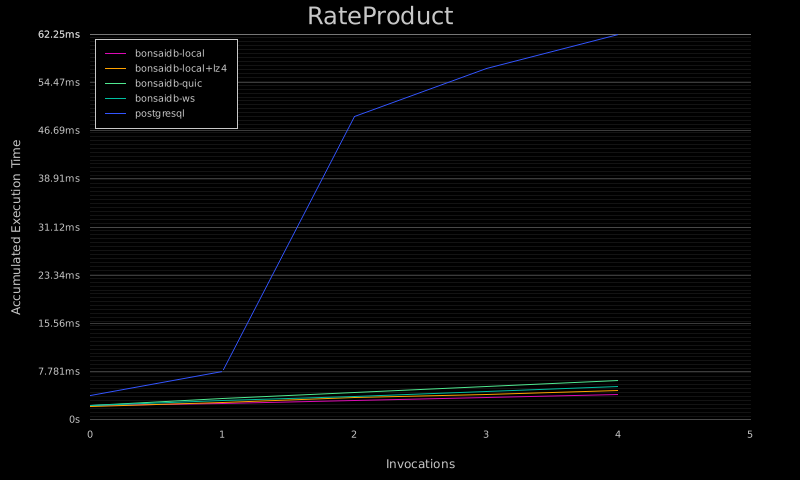 RateProduct
62.25ms
bonsaidb-local
bonsaidb-local+lz4
bonsaidb-quic
bonsaidb-ws
postgresql
54.47ms
46.69ms
38.91ms
31.12ms
23.34ms
15.56ms
7.781ms
0s
Accumulated Execution Time
0 1 2 3 4 5
Invocations